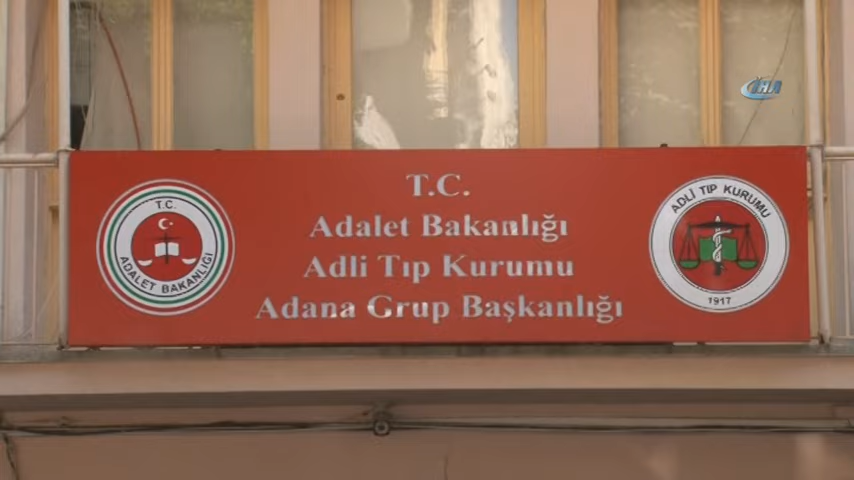 İHA
T.C.
Adalet Bakanlığı
Adli Tıp Kurumu
Adana Grup Başkanlığı
T.C.
ADALET BAKANLIĞI
ADLİ TIP KURUMU
1917